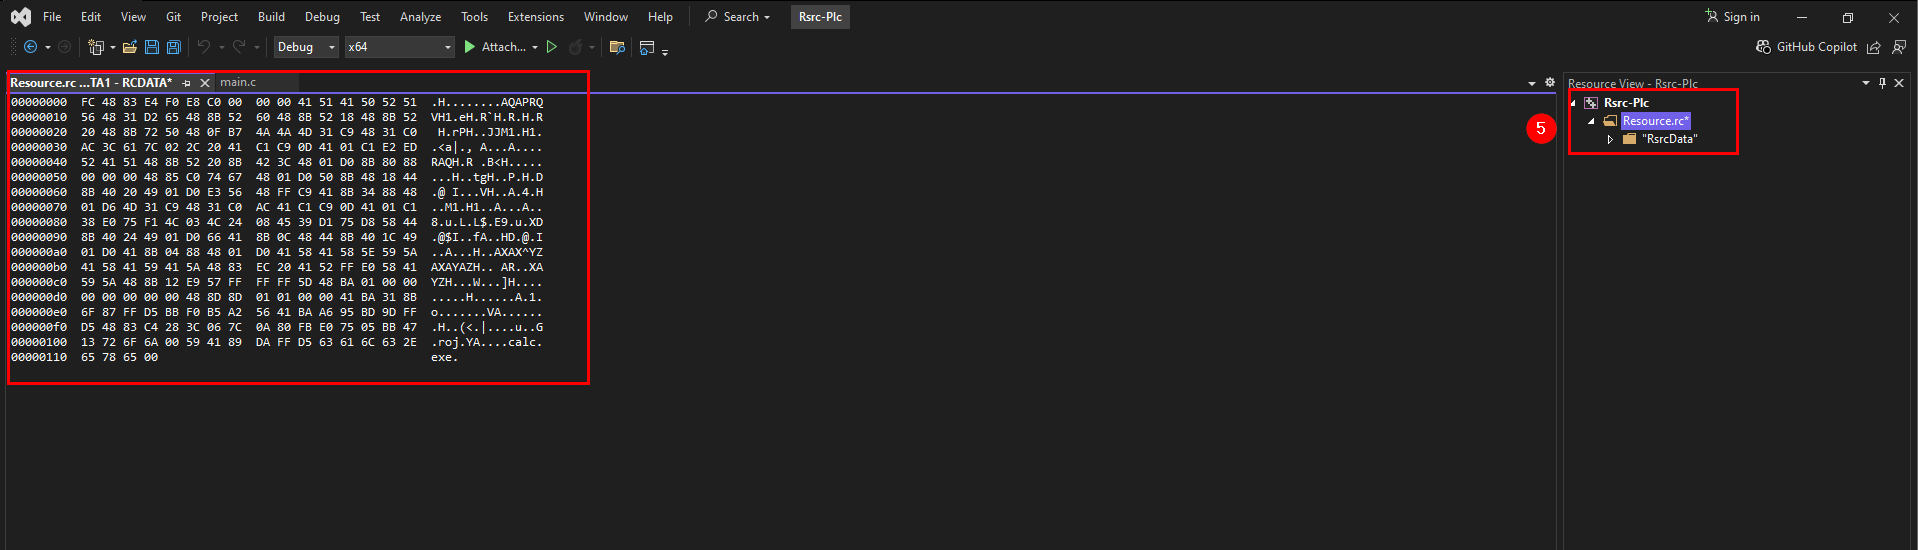 File Edit View Git Project Build Debug Test Analyze Tools Extensions Window Help Search Rsrc-Plc Sign in
Debug x64 Attach... GitHub Copilot
Resource.rc ...TA1 - RCDATA* main.c
00000000 FC 48 83 E4 F0 E8 C0 00 00 00 41 51 41 50 52 51 .H........AQAPRQ
00000010 56 48 31 D2 65 48 8B 52 60 48 8B 52 18 48 8B 52 VH1.eH.R`H.R.H.R
00000020 20 48 8B 72 50 48 0F B7 4A 4A 4D 31 C9 48 31 C0 H.rPH..JJM1.H1.
00000030 AC 3C 61 7C 02 2C 20 41 C1 C9 0D 41 01 C1 E2 ED .<a|., A...A....
00000040 52 41 51 48 8B 52 20 8B 42 3C 48 01 D0 8B 80 88 RAQH.R .B<H.....
00000050 00 00 00 48 85 C0 74 67 48 01 D0 50 8B 48 18 44 ...H..tgH..P.H.D
00000060 8B 40 20 49 01 D0 E3 56 48 FF C9 41 8B 34 88 48 .@ I...VH..A.4.H
00000070 01 D6 4D 31 C9 48 31 C0 AC 41 C1 C9 0D 41 01 C1 ..M1.H1..A...A..
00000080 38 E0 75 F1 4C 03 4C 24 08 45 39 D1 75 D8 58 44 8.u.L.L$.E9.u.XD
00000090 8B 40 24 49 01 D0 66 41 8B 0C 48 44 8B 40 1C 49 .@$I..fA..HD.@.I
000000a0 01 D0 41 8B 04 88 48 01 D0 41 58 41 58 5E 59 5A ..A...H..AXAX^YZ
000000b0 41 58 41 59 41 5A 48 83 EC 20 41 52 FF E0 58 41 AXAYAZH.. AR..XA
000000c0 59 5A 48 8B 12 E9 57 FF FF FF 5D 48 BA 01 00 00 YZH...W...]H....
000000d0 00 00 00 00 00 48 8D 8D 01 01 00 00 41 BA 31 8B .....H......A.1.
000000e0 6F 87 FF D5 BB F0 B5 A2 56 41 BA A6 95 BD 9D FF o.......VA......
000000f0 D5 48 83 C4 28 3C 06 7C 0A 80 FB E0 75 05 BB 47 .H..(<.|....u..G
00000100 13 72 6F 6A 00 59 41 89 DA FF D5 63 61 6C 63 2E .roj.YA....calc.
00000110 65 78 65 00 exe.
5
Resource View - Rsrc-Plc
Rsrc-Plc
Resource.rc*
"RsrcData"